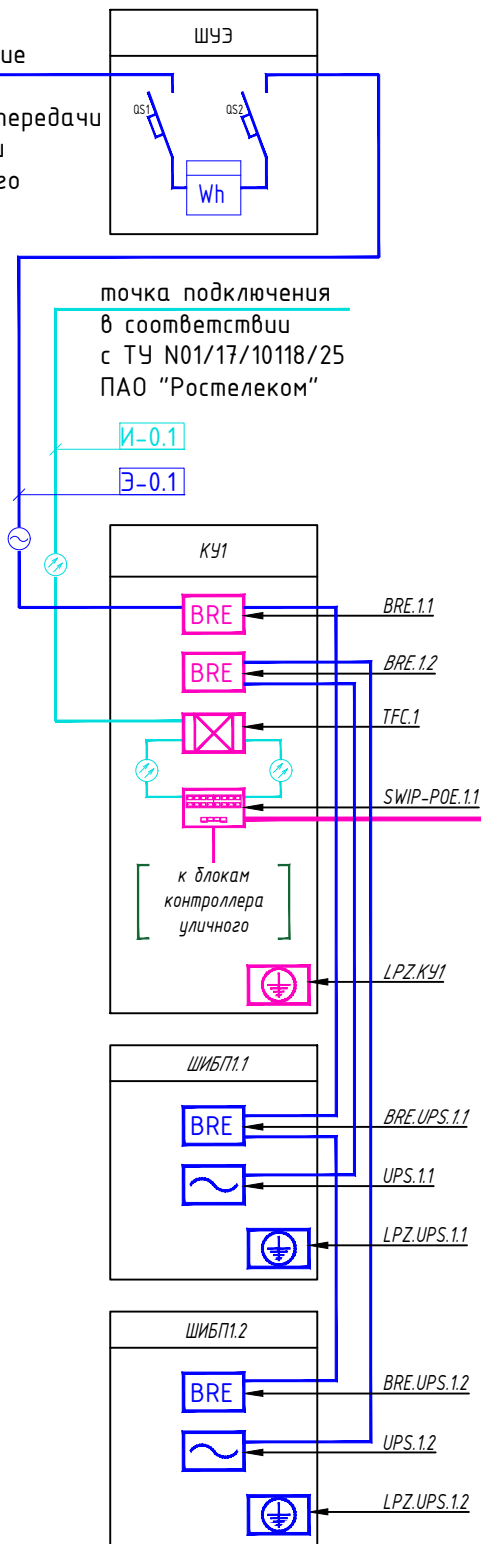 ШУЭ
QS1
QS2
Wh
передачи
точка подключения
в соответствии
с ТУ N01/17/10118/25
ПАО "Ростелеком"
И-0.1
Э-0.1
КУ1
BRE
BRE.1.1
BRE
BRE.1.2
TFC.1
SWIP-POE.1.1
к блокам
контроллера
уличного
LPZ.КУ1
ШИБП1.1
BRE
BRE.UPS.1.1
UPS.1.1
LPZ.UPS.1.1
ШИБП1.2
BRE
BRE.UPS.1.2
UPS.1.2
LPZ.UPS.1.2